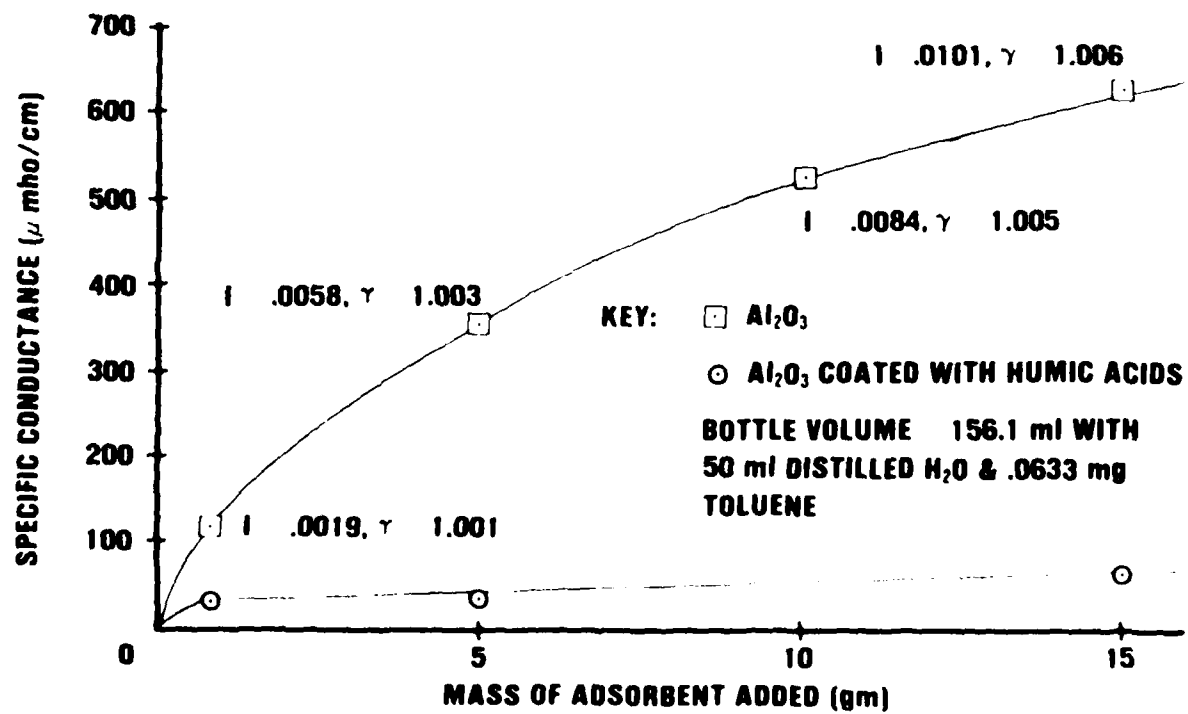 700
600
500
400
300
200
100
0
5
10
15
SPECIFIC CONDUCTANCE (μ mho/cm)
MASS OF ADSORBENT ADDED (gm)
I .0101, γ 1.006
I .0084, γ 1.005
I .0058, γ 1.003
I .0019, γ 1.001
KEY: Al₂O₃
Al₂O₃ COATED WITH HUMIC ACIDS
BOTTLE VOLUME 156.1 ml WITH
50 ml DISTILLED H₂O & .0633 mg
TOLUENE